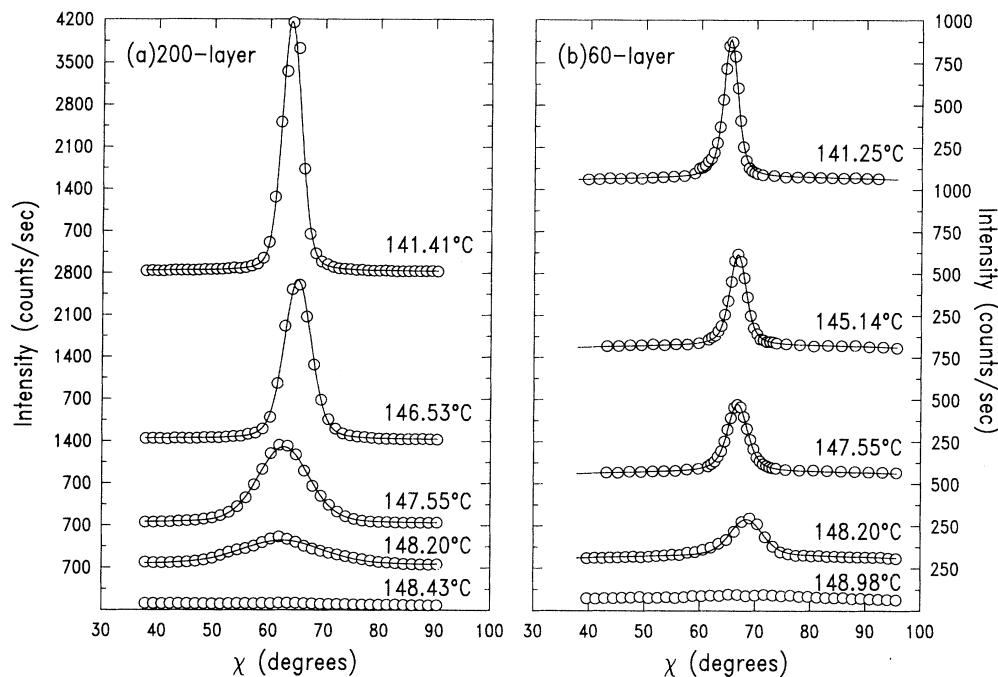 Intensity (counts/sec)
4200
3500
2800
2100
1400
700
2800
2100
1400
700
1400
700
700
700
(a)200-layer
141.41°C
146.53°C
147.55°C
148.20°C
148.43°C
30 40 50 60 70 80 90 100
χ (degrees)
(b)60-layer
141.25°C
145.14°C
147.55°C
148.20°C
148.98°C
30 40 50 60 70 80 90 100
χ (degrees)
1000
750
500
250
1000
750
500
250
750
500
250
500
250
250
Intensity (counts/sec)